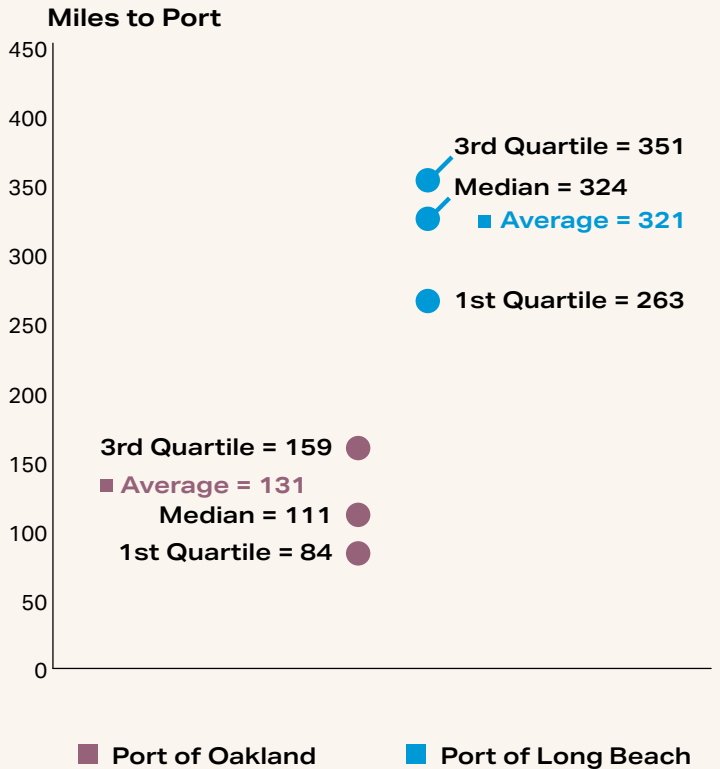 Miles to Port
450
400
350
300
250
200
150
100
50
0
3rd Quartile = 351
Median = 324
Average = 321
1st Quartile = 263
3rd Quartile = 159
Average = 131
Median = 111
1st Quartile = 84
Port of Oakland
Port of Long Beach